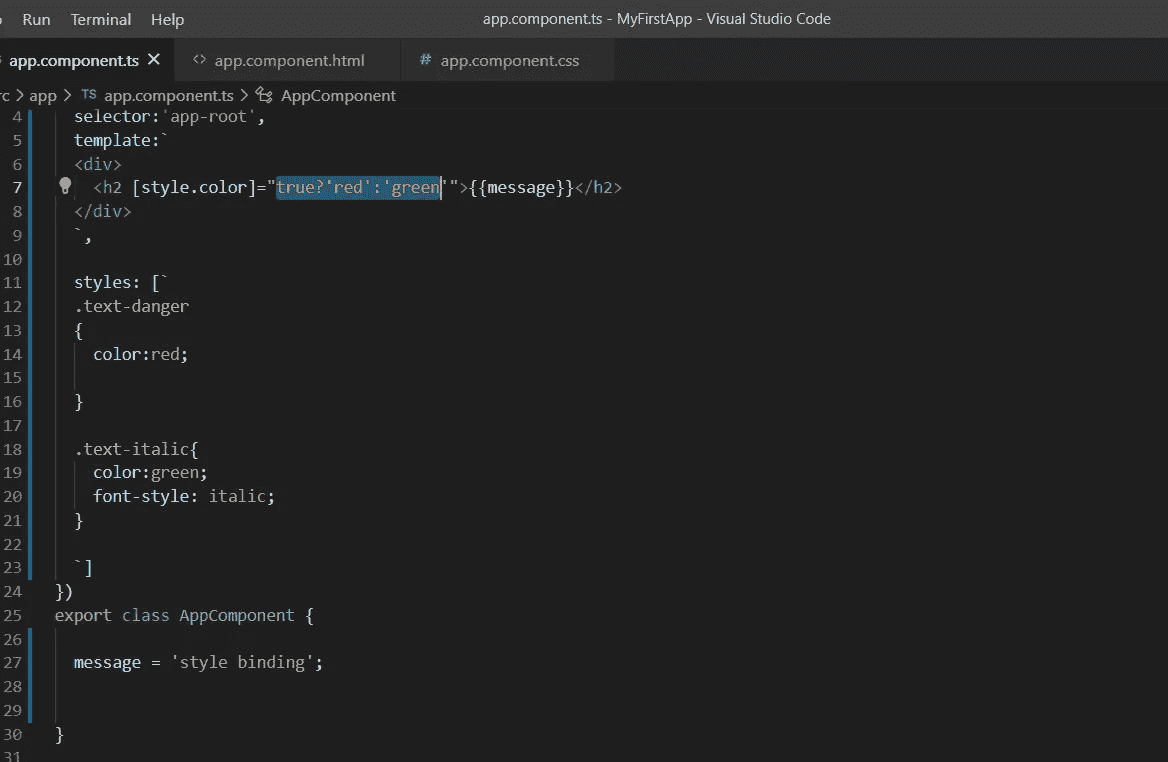 Run Terminal Help app.component.ts - MyFirstApp - Visual Studio Code
app.component.ts × <> app.component.html # app.component.css
rc > app > TS app.component.ts > AppComponent
4 selector:'app-root',
5 template:`
6 <div>
7 <h2 [style.color]="true?'red':'green'">{{message}}</h2>
8 </div>
9 `,
10
11 styles: [`
12 .text-danger
13 {
14 color:red;
15
16 }
17
18 .text-italic{
19 color:green;
20 font-style: italic;
21 }
22
23 `]
24 })
25 export class AppComponent {
26
27 message = 'style binding';
28
29
30 }
31